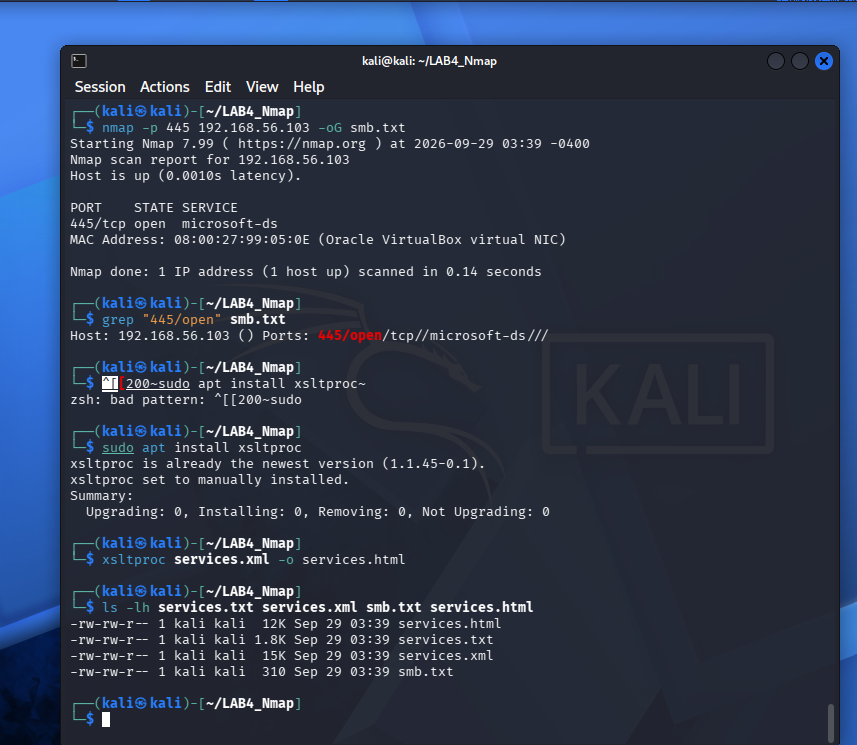 kali@kali: ~/LAB4_Nmap
Session Actions Edit View Help
┌──(kali㉿kali)-[~/LAB4_Nmap]
└─$ nmap -p 445 192.168.56.103 -oG smb.txt
Starting Nmap 7.99 ( https://nmap.org ) at 2026-09-29 03:39 -0400
Nmap scan report for 192.168.56.103
Host is up (0.0010s latency).
PORT    STATE SERVICE
445/tcp open  microsoft-ds
MAC Address: 08:00:27:99:05:0E (Oracle VirtualBox virtual NIC)
Nmap done: 1 IP address (1 host up) scanned in 0.14 seconds
┌──(kali㉿kali)-[~/LAB4_Nmap]
└─$ grep "445/open" smb.txt
Host: 192.168.56.103 () Ports: 445/open/tcp//microsoft-ds///
┌──(kali㉿kali)-[~/LAB4_Nmap]
└─$ ^[[200~sudo apt install xsltproc~
zsh: bad pattern: ^[[200~sudo
┌──(kali㉿kali)-[~/LAB4_Nmap]
└─$ sudo apt install xsltproc
xsltproc is already the newest version (1.1.45-0.1).
xsltproc set to manually installed.
Summary:
  Upgrading: 0, Installing: 0, Removing: 0, Not Upgrading: 0
┌──(kali㉿kali)-[~/LAB4_Nmap]
└─$ xsltproc services.xml -o services.html
┌──(kali㉿kali)-[~/LAB4_Nmap]
└─$ ls -lh services.txt services.xml smb.txt services.html
-rw-rw-r-- 1 kali kali  12K Sep 29 03:39 services.html
-rw-rw-r-- 1 kali kali 1.8K Sep 29 03:39 services.txt
-rw-rw-r-- 1 kali kali  15K Sep 29 03:39 services.xml
-rw-rw-r-- 1 kali kali  310 Sep 29 03:39 smb.txt
┌──(kali㉿kali)-[~/LAB4_Nmap]
└─$
KALI